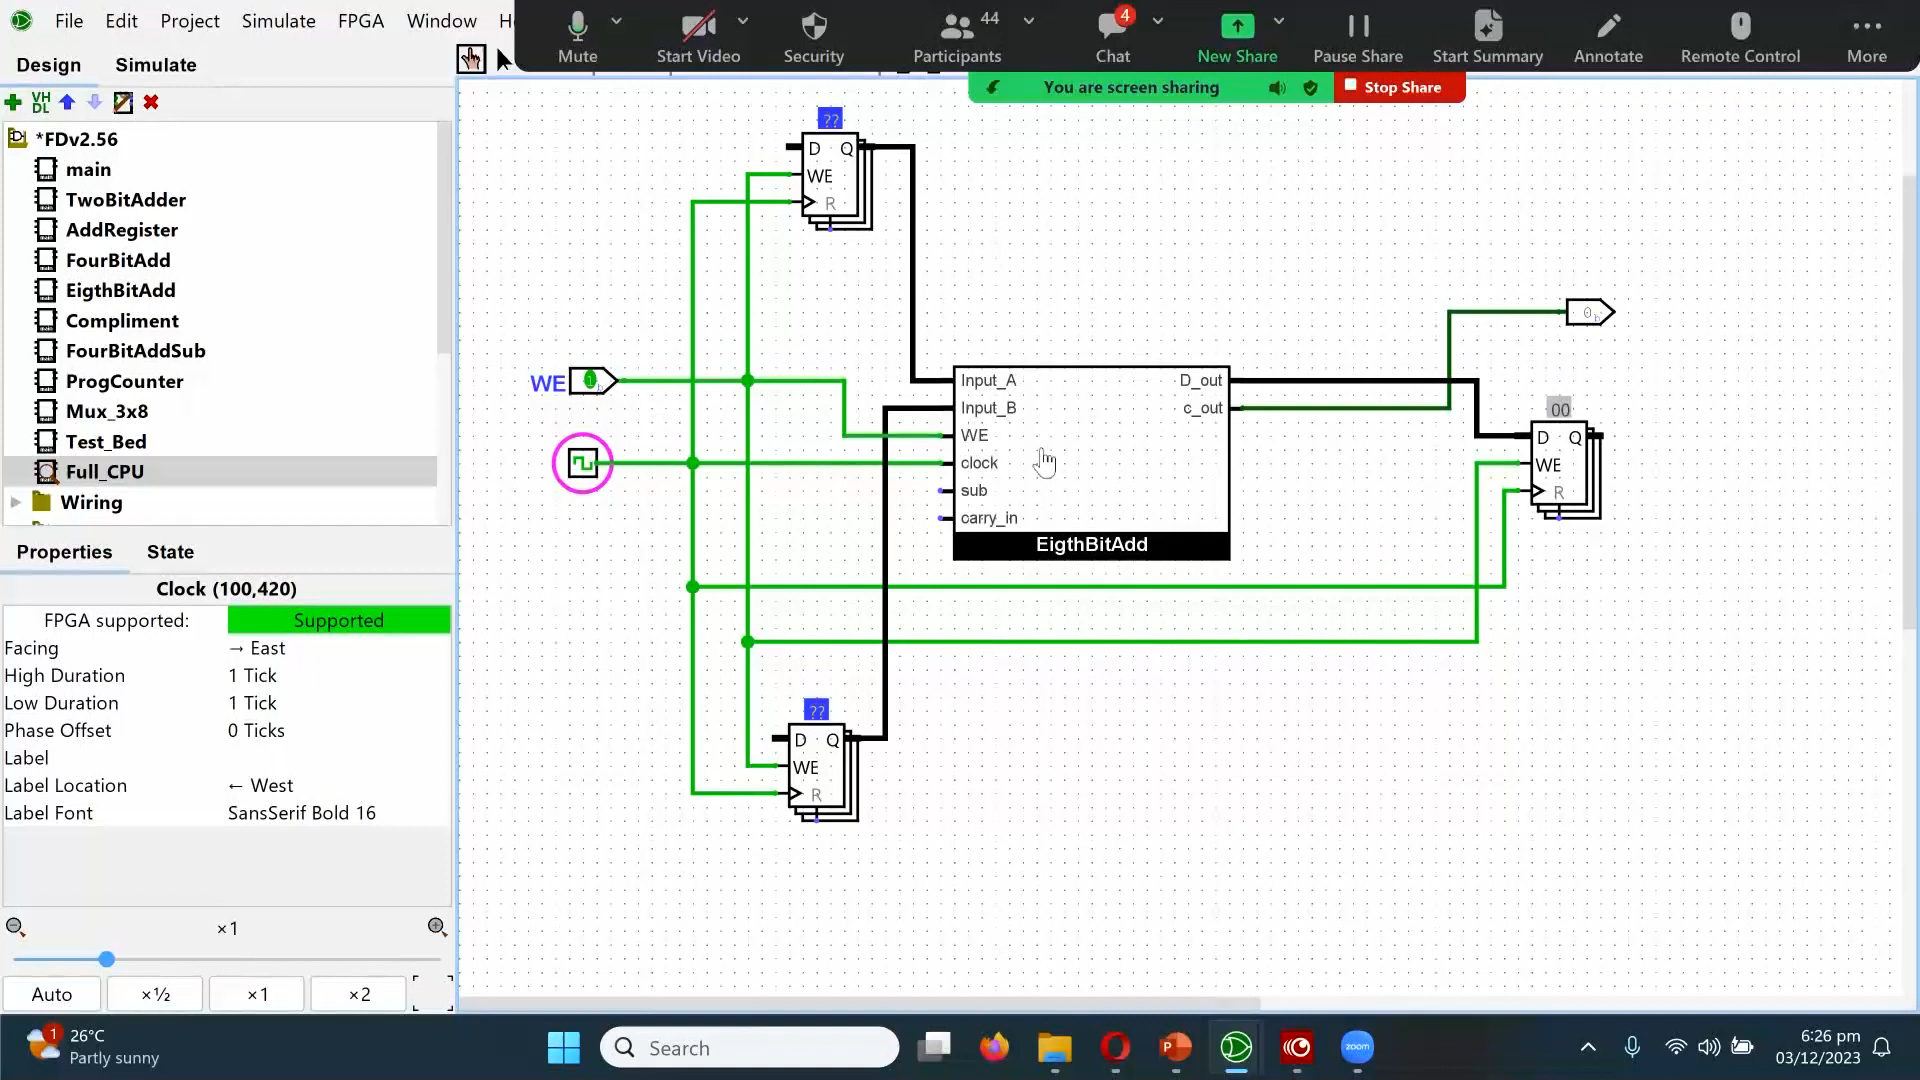 File Edit Project Simulate FPGA Window H
Mute
Start Video
Security
44
Participants
4
Chat
New Share
Pause Share
Start Summary
Annotate
Remote Control
More
You are screen sharing
Stop Share
Design Simulate
VH
DL
*FDv2.56
main
TwoBitAdder
AddRegister
FourBitAdd
EigthBitAdd
Compliment
FourBitAddSub
ProgCounter
Mux_3x8
Test_Bed
Full_CPU
Wiring
Properties State
Clock (100,420)
FPGA supported: Supported
Facing → East
High Duration 1 Tick
Low Duration 1 Tick
Phase Offset 0 Ticks
Label
Label Location ← West
Label Font SansSerif Bold 16
×1
Auto ×½ ×1 ×2
??
D Q
WE
R
WE
Input_A D_out
Input_B c_out
WE
clock
sub
carry_in
EigthBitAdd
0b
00
D Q
WE
R
??
D Q
WE
R
1
26°C
Partly sunny
Search
P
zoom
6:26 pm
03/12/2023